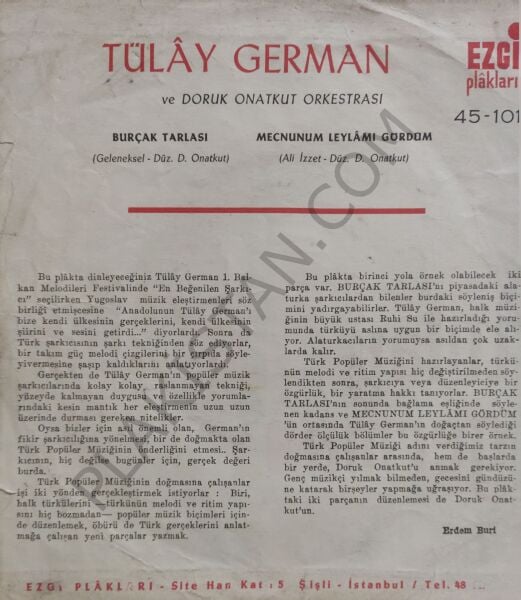 TÜLÂY GERMAN
EZGİ
plâkları
ve DORUK ONATKUT ORKESTRASI
45-101
BURÇAK TARLASI
MECNUNUM LEYLÂMI GÖRDÜM
(Geleneksel - Düz. D. Onatkut)
(Ali İzzet - Düz. D. Onatkut)
Bu plâkta dinleyeceğiniz Tülây German 1. Bal-
kan Melodileri Festivalinde "En Beğenilen Şarkı-
cı" seçilirken Yugoslav müzik eleştirmenleri söz
birliği etmişcesine "Anadolunun Tülây German'ı
bize kendi ülkesinin gerçeklerini, kendi ülkesinin
şiirini ve sesini getirdi..." diyorlardı. Sonra da
Türk şarkıcısının şarkı tekniğinden söz ediyorlar,
bir takım güç melodi çizgilerini bir çırpıda söyle-
yivermesine şaşıp kaldıklarını anlatıyorlardı.
Gerçekten de Tülây German'ın popüler müzik
şarkıcılarında kolay kolay rastlanmayan tekniği,
yüzeyde kalmayan duygusu ve özellikle yorumla-
rındaki kesin mantık her eleştirmenin uzun uzun
üzerinde durması gereken nitelikler.
Oysa bizler için asıl önemli olan, German'ın
fikir şarkıcılığına yönelmesi, bir de doğmakta olan
Türk Popüler Müziğinin önderliğini etmesi.. Şar-
kıcının, hiç değilse bizler için, gerçek değeri
burda.
Türk Popüler Müziğinin doğmasına çalışanlar
işi iki yönden gerçekleştirmek istiyorlar : Biri,
halk türkülerini —türkünün melodi ve ritim yapı-
sını hiç bozmadan— popüler müzik biçimleri için-
de düzenlemek, öbürü de Türk gerçeklerini anlat-
mağa çalışan yeni parçalar yazmak.
Bu plâkta birinci yola örnek olabilecek iki
parça var. BURÇAK TARLASI'nı piyasadaki ala-
turka şarkıcılardan bilenler burdaki söyleniş biçi-
mini yadırgayabilirler. Tülây German, halk müzi-
ğinin büyük ustası Ruhi Su ile hazırladığı yoru-
munda türküyü aslına uygun bir biçimde ele alı-
yor. Alaturkacıların yorumuysa asıldan çok uzak-
larda kalır.
Türk Popüler Müziğini hazırlayanlar, türkü-
nün melodi ve ritim yapısı hiç değiştirilmeden söy-
lendikten sonra, şarkıcıya veya düzenleyiciye bir
özgürlük, bir yaratma hakkı tanıyorlar. BURÇAK
TARLASI'nın sonunda bağlama eşliğinde söyle-
nen kadans ve MECNUNUM LEYLÂMI GÖRDÜM
'ün ortasında Tülây German'ın doğaçtan söylediği
dörder ölçülük bölümler bu özgürlüğe birer örnek.
Türk Popüler Müziği adını verdiğimiz tarzın
doğmasına çalışanlar arasında, hem de başlarda
bir yerde, Doruk Onatkut'u anmak gerekiyor.
Genç müzikçi yılmak bilmeden, gecesini gündüzü-
ne katarak birşeyler yapmağa uğraşıyor. Bu plâk-
taki iki parçanın düzenlemesi de Doruk Onat-
kut'un.
Erdem Buri
EZGİ PLÂKLARI - Site Han Kat : 5 Şişli - İstanbul / Tel. 48
PLAKMISTAN.COM